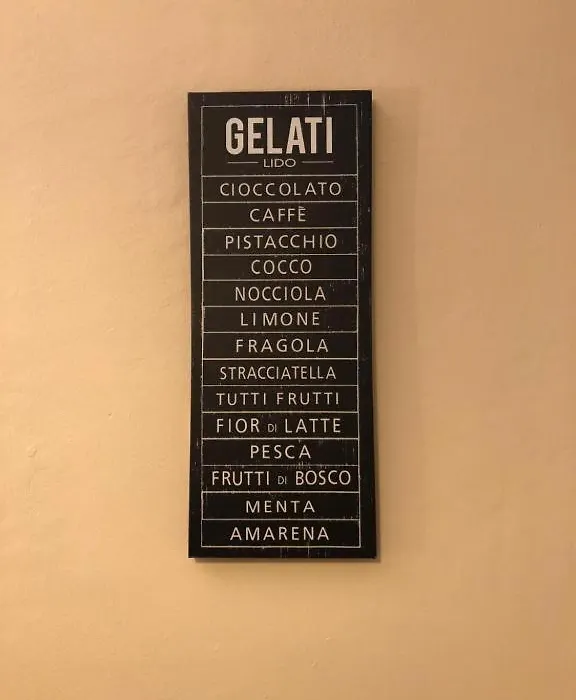 GELATI
LIDO
CIOCCOLATO
CAFFÈ
PISTACCHIO
COCCO
NOCCIOLA
LIMONE
FRAGOLA
STRACCIATELLA
TUTTI FRUTTI
FIOR DI LATTE
PESCA
FRUTTI DI BOSCO
MENTA
AMARENA